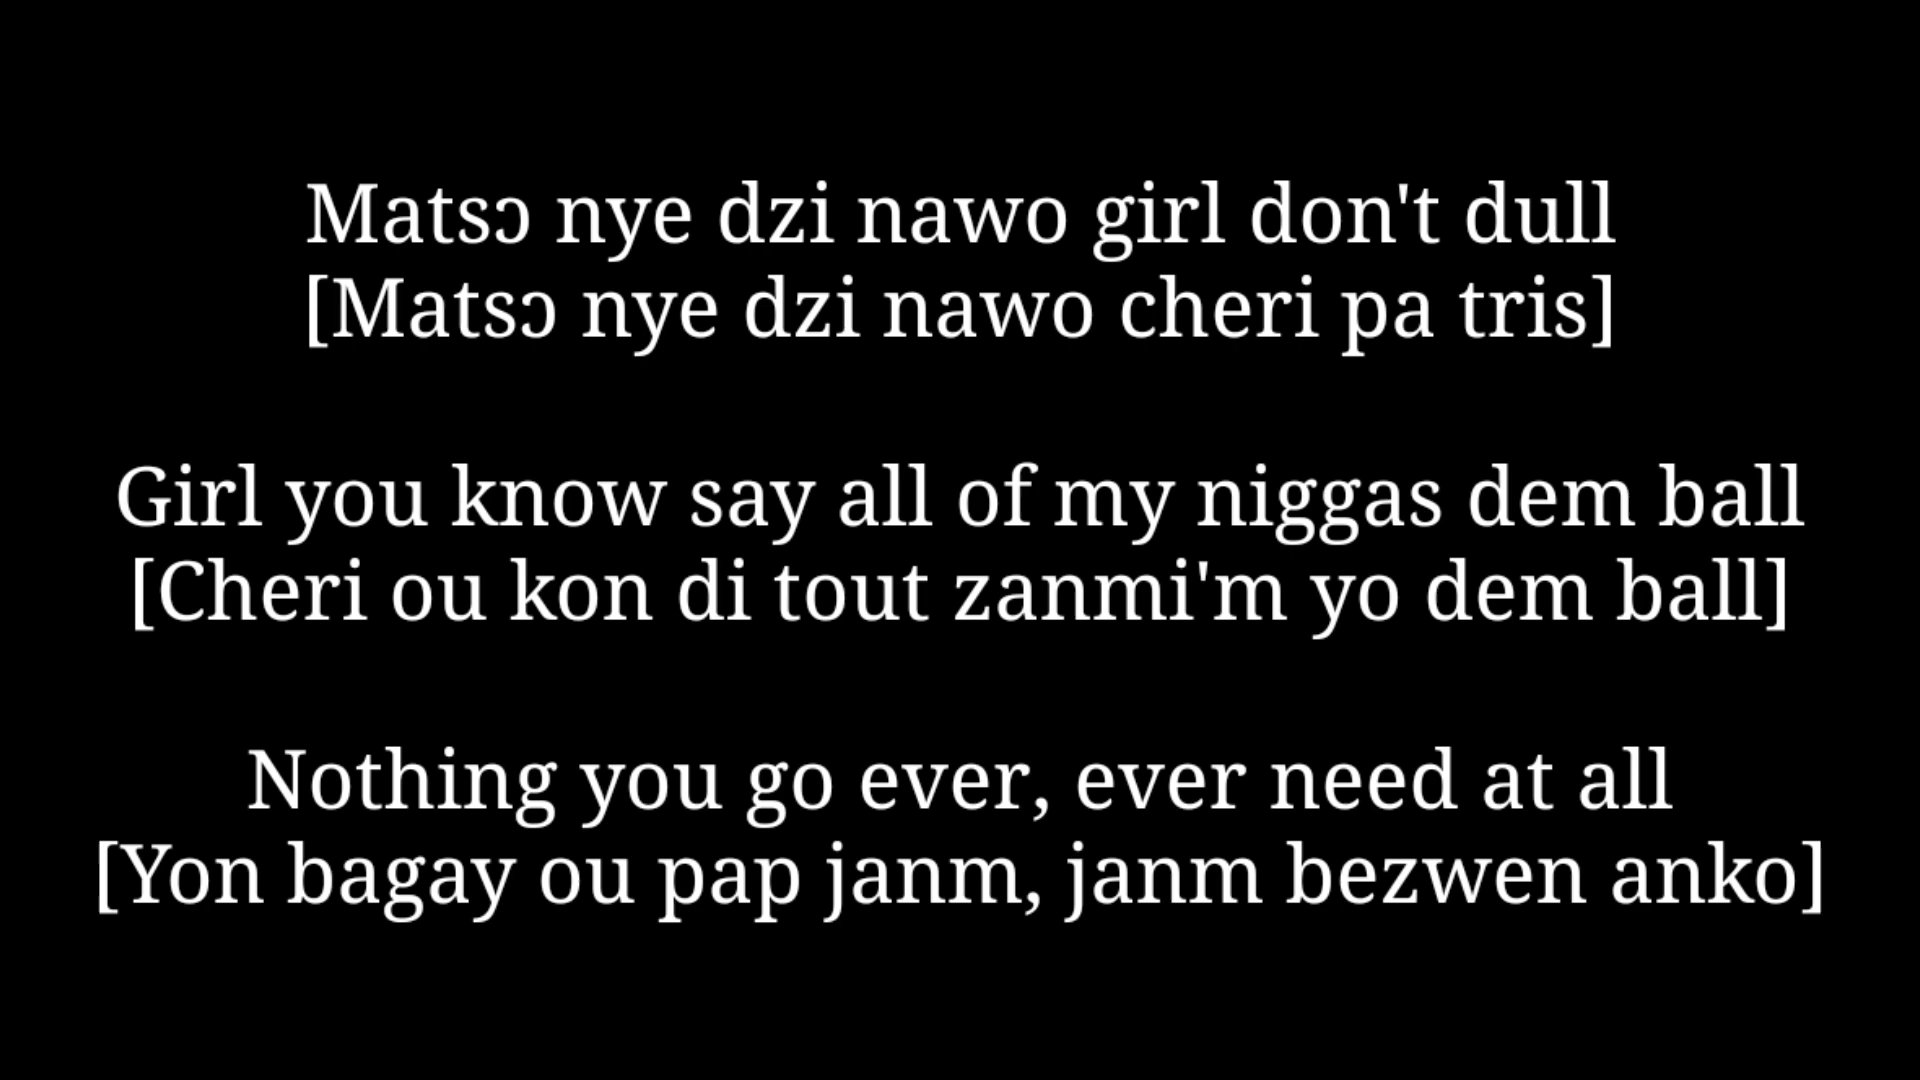 Matsɔ nye dzi nawo girl don't dull
[Matsɔ nye dzi nawo cheri pa tris]
Girl you know say all of my niggas dem ball
[Cheri ou kon di tout zanmi'm yo dem ball]
Nothing you go ever, ever need at all
[Yon bagay ou pap janm, janm bezwen anko]